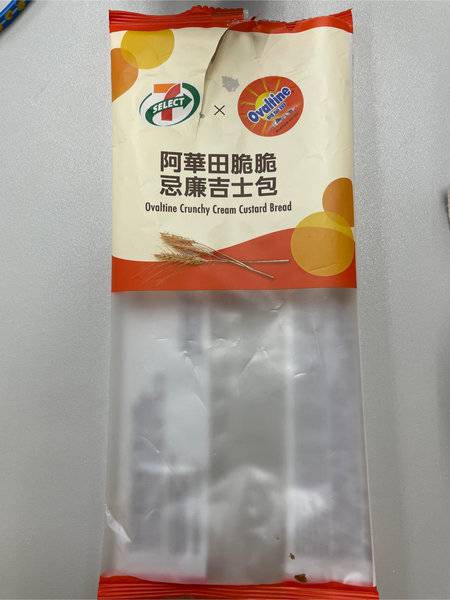 7
SELECT
×
Ovaltine
阿華田脆脆
忌廉吉士包
Ovaltine Crunchy Cream Custard Bread